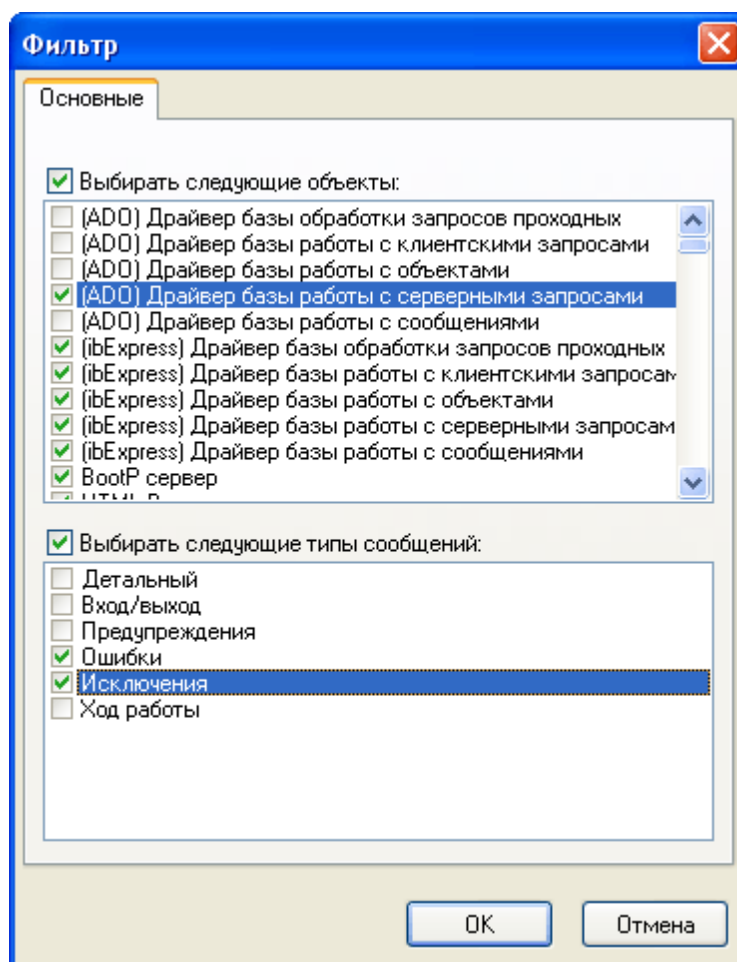 Фильтр
Основные
Выбирать следующие объекты:
(ADO) Драйвер базы обработки запросов проходных
(ADO) Драйвер базы работы с клиентскими запросами
(ADO) Драйвер базы работы с объектами
(ADO) Драйвер базы работы с серверными запросами
(ADO) Драйвер базы работы с сообщениями
(ibExpress) Драйвер базы обработки запросов проходных
(ibExpress) Драйвер базы работы с клиентскими запросам
(ibExpress) Драйвер базы работы с объектами
(ibExpress) Драйвер базы работы с серверными запросам
(ibExpress) Драйвер базы работы с сообщениями
BootP сервер
Выбирать следующие типы сообщений:
Детальный
Вход/выход
Предупреждения
Ошибки
Исключения
Ход работы
OK
Отмена